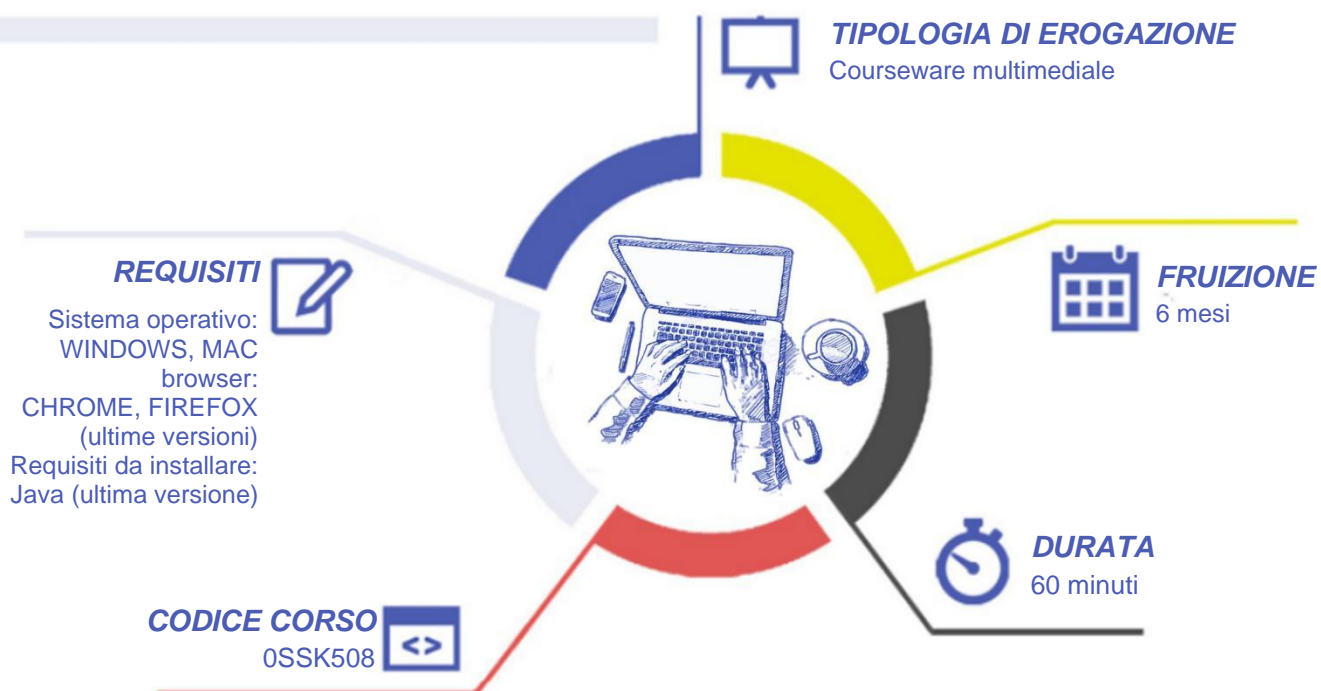 TIPOLOGIA DI EROGAZIONE
Courseware multimediale
REQUISITI
Sistema operativo:
WINDOWS, MAC
browser:
CHROME, FIREFOX
(ultime versioni)
Requisiti da installare:
Java (ultima versione)
FRUIZIONE
6 mesi
DURATA
60 minuti
CODICE CORSO
0SSK508